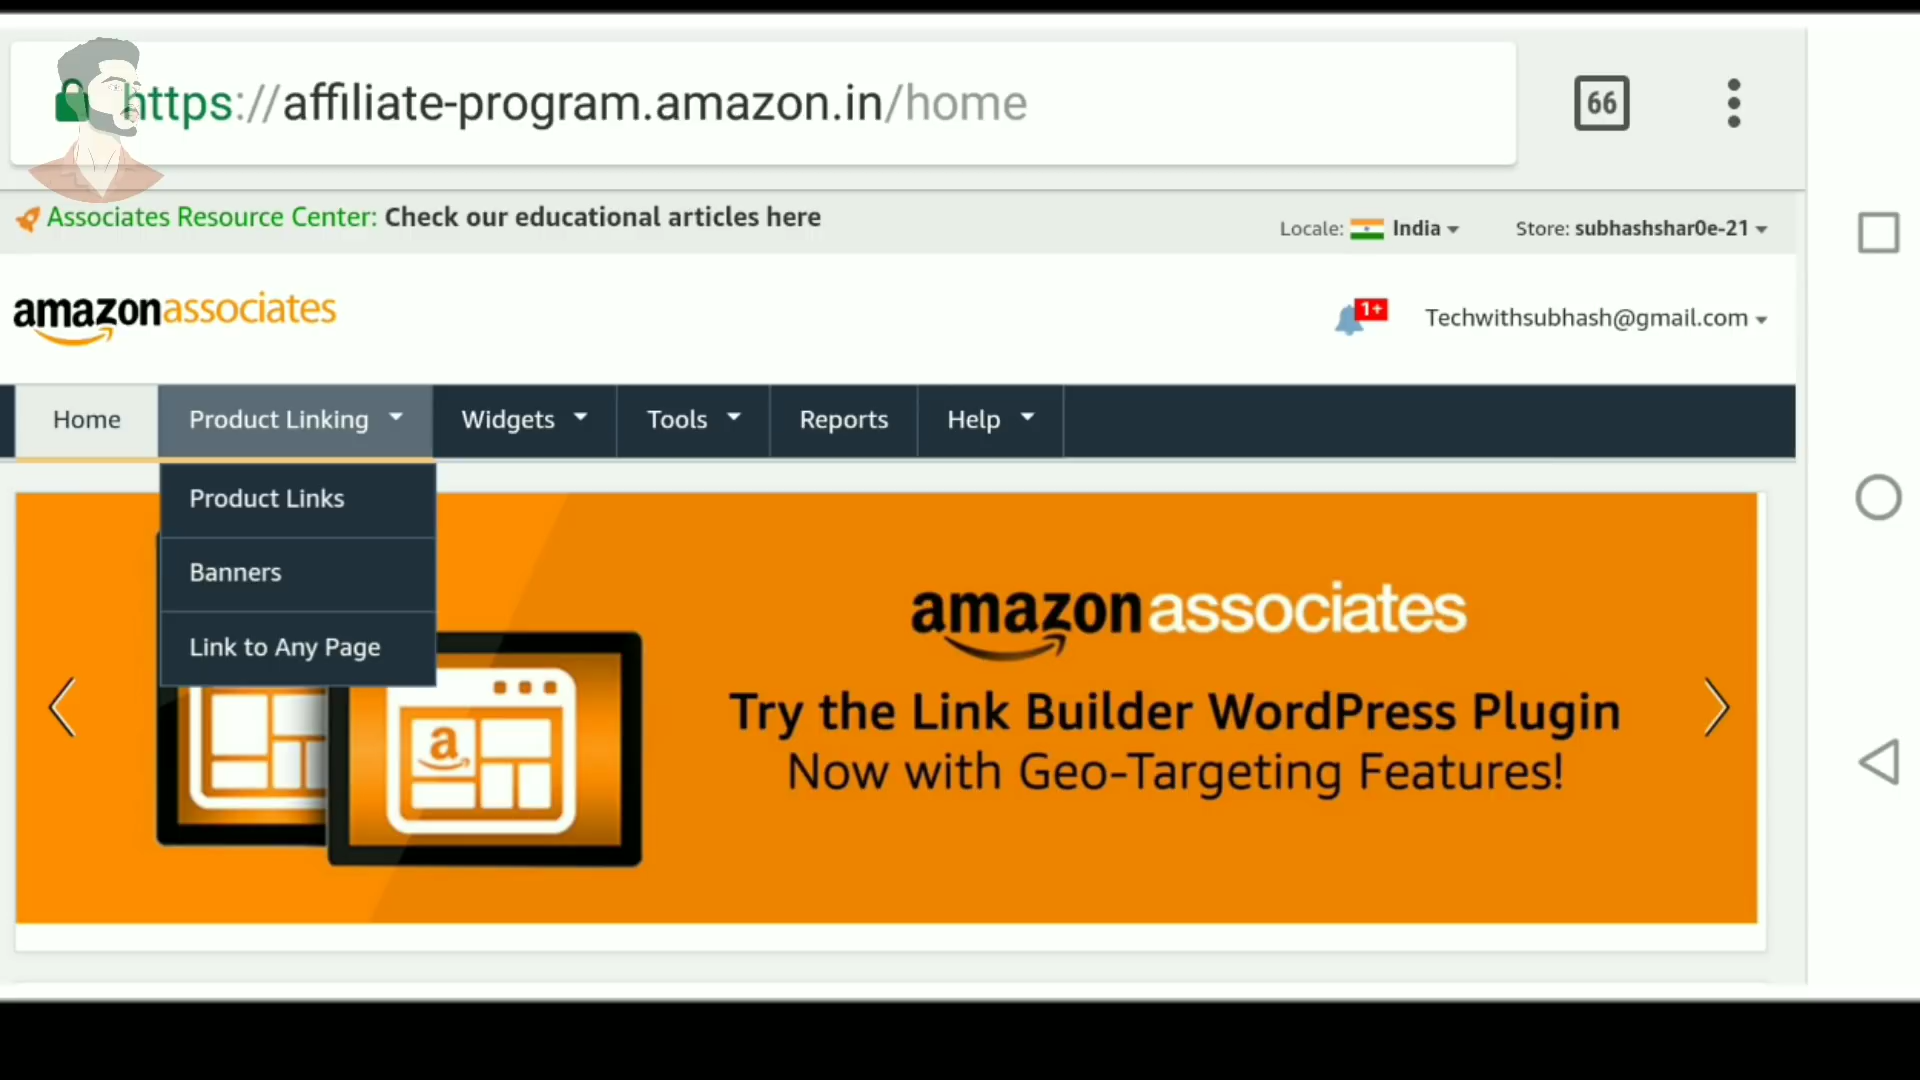 https://affiliate-program.amazon.in/home
66
Associates Resource Center: Check our educational articles here
Locale: India
Store: subhashshar0e-21
amazonassociates
1+
Techwithsubhash@gmail.com
Home
Product Linking
Widgets
Tools
Reports
Help
Product Links
Banners
Link to Any Page
a
amazonassociates
Try the Link Builder WordPress Plugin
Now with Geo-Targeting Features!